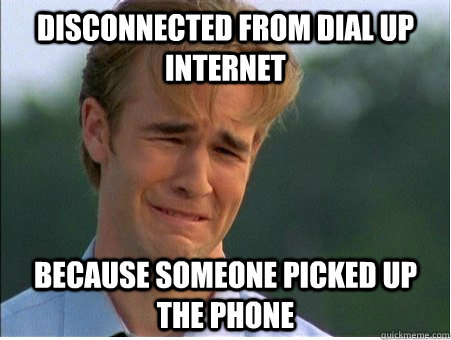 DISCONNECTED FROM DIAL UP
INTERNET
BECAUSE SOMEONE PICKED UP
THE PHONE
quickmeme.com